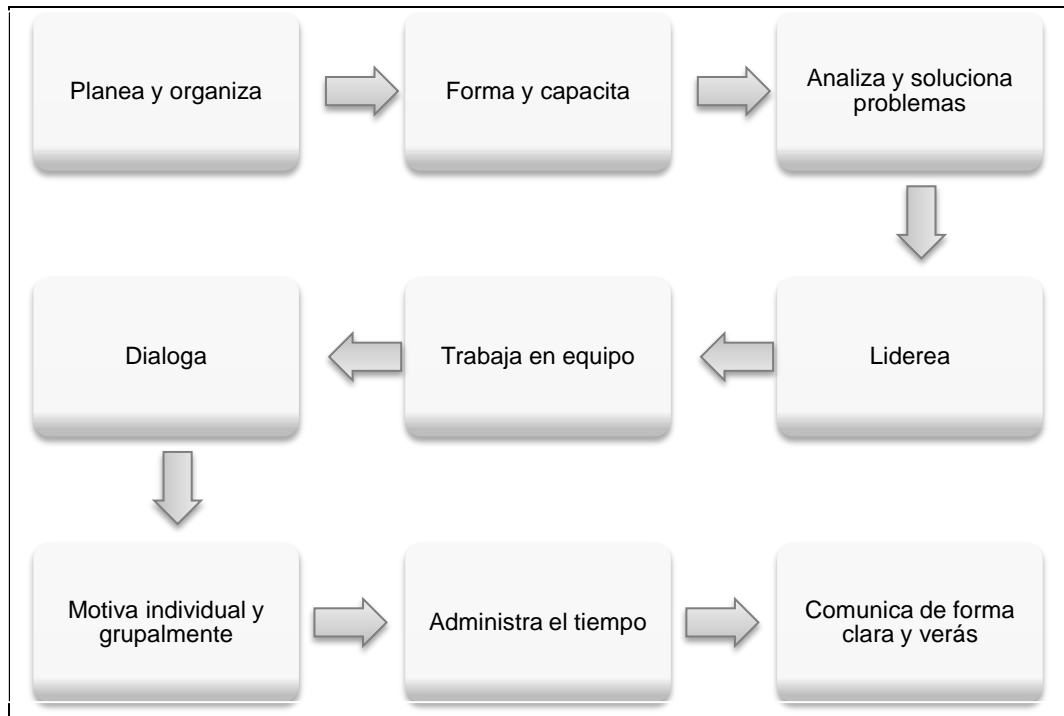 Planea y organiza
Forma y capacita
Analiza y soluciona
problemas
Liderea
Trabaja en equipo
Dialoga
Motiva individual y
grupalmente
Administra el tiempo
Comunica de forma
clara y verás